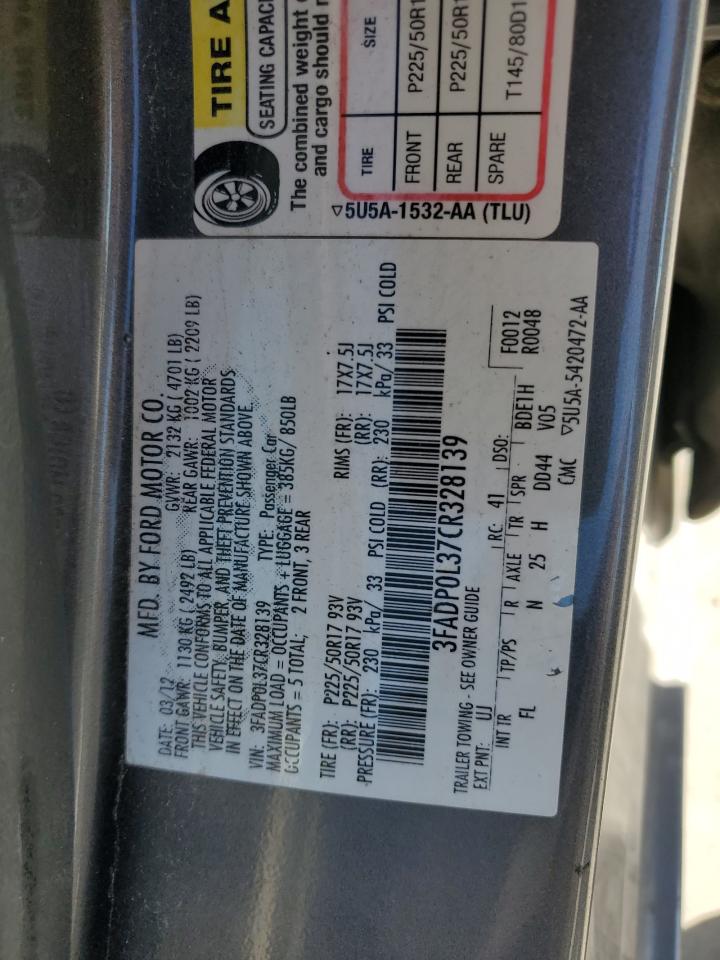 TIRE A
SEATING CAPACI
The combined weight o
and cargo should n
TIRE SIZE
FRONT P225/50R1
REAR P225/50R1
SPARE T145/80D1
5U5A-1532-AA (TLU)
MFD. BY FORD MOTOR CO.
DATE: 03/12 GVWR: 2132 KG ( 4701 LB)
FRONT GAWR: 1130 KG ( 2492 LB) REAR GAWR: 1002 KG ( 2209 LB)
THIS VEHICLE CONFORMS TO ALL APPLICABLE FEDERAL MOTOR
VEHICLE SAFETY, BUMPER, AND THEFT PREVENTION STANDARDS
IN EFFECT ON THE DATE OF MANUFACTURE SHOWN ABOVE.
VIN: 3FADP0L37CR328139 TYPE: Passenger Car
MAXIMUM LOAD = OCCUPANTS + LUGGAGE = 385KG/ 850LB
OCCUPANTS = 5 TOTAL; 2 FRONT, 3 REAR
TIRE (FR): P225/50R17 93V RIMS (FR): 17X7.5J
(RR): P225/50R17 93V (RR): 17X7.5J
PRESSURE (FR): 230 kPa/ 33 PSI COLD (RR): 230 kPa/ 33 PSI COLD
3FADP0L37CR328139
TRAILER TOWING - SEE OWNER GUIDE
EXT PNT: UJ RC: 41 DSO: F0012
R0048
INT TR TP/PS R AXLE TR SPR BDE1H
FL N 25 H DD44 V05
CMC 5U5A-5420472-AA